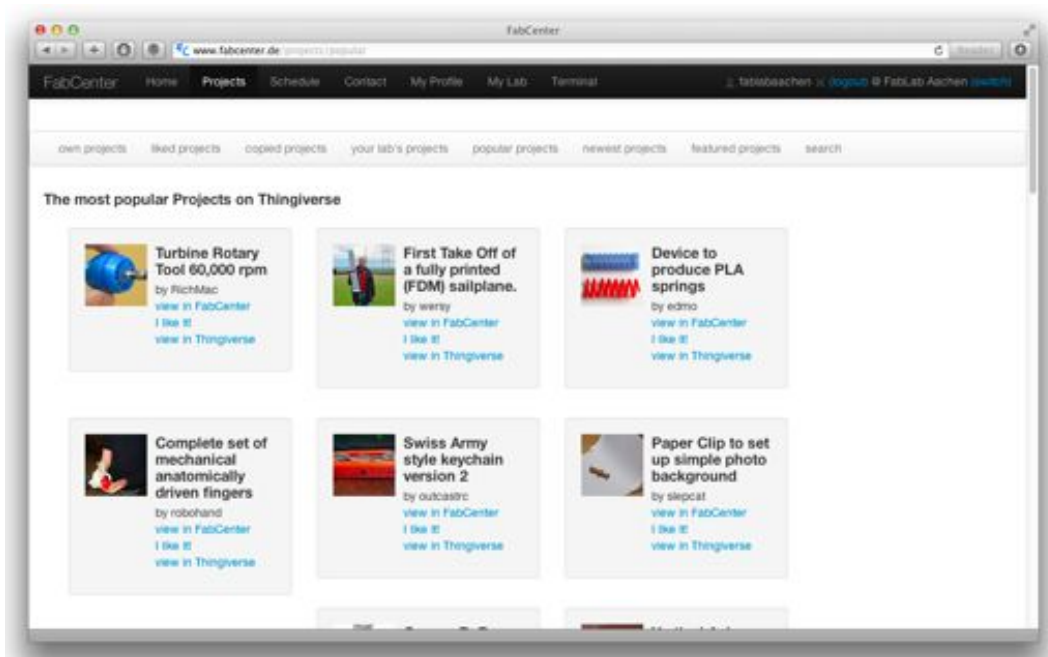 FabCenter
www.fabcenter.de/projects/popular
Reader
FabCenter Home Projects Schedule Contact My Profile My Lab Terminal fablabaachen (logout) @ FabLab Aachen (switch)
own projects liked projects copied projects your lab's projects popular projects newest projects featured projects search
The most popular Projects on Thingiverse
Turbine Rotary
Tool 60,000 rpm
by RichMac
view in FabCenter
I like it!
view in Thingiverse
First Take Off of
a fully printed
(FDM) sailplane.
by wersy
view in FabCenter
I like it!
view in Thingiverse
Device to
produce PLA
springs
by edmo
view in FabCenter
I like it!
view in Thingiverse
Complete set of
mechanical
anatomically
driven fingers
by robohand
view in FabCenter
I like it!
view in Thingiverse
Swiss Army
style keychain
version 2
by outcastrc
view in FabCenter
I like it!
view in Thingiverse
Paper Clip to set
up simple photo
background
by slepcat
view in FabCenter
I like it!
view in Thingiverse